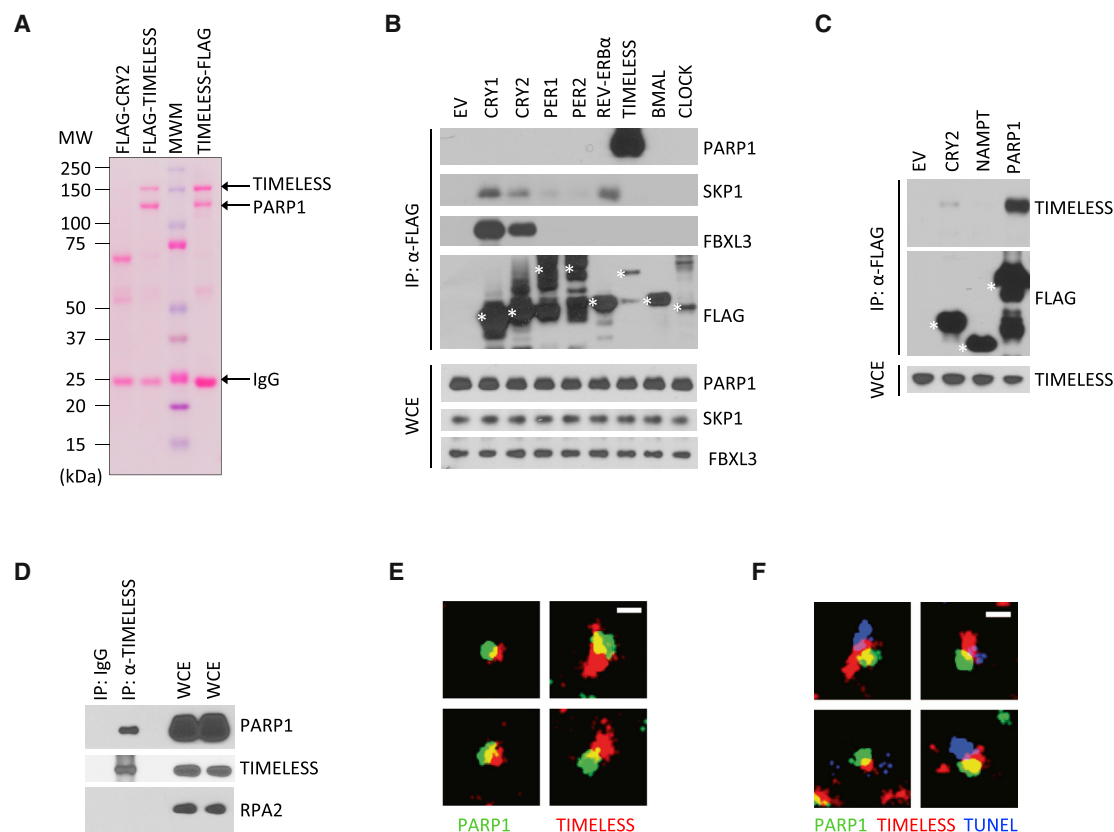 A
FLAG-CRY2
FLAG-TIMELESS
MWM
TIMELESS-FLAG
MW
250
150
100
75
50
37
25
20
15
(kDa)
TIMELESS
PARP1
IgG
B
EV
CRY1
CRY2
PER1
PER2
REV-ERBα
TIMELESS
BMAL
CLOCK
IP: α-FLAG
PARP1
SKP1
FBXL3
FLAG
* * * * * * * *
WCE
PARP1
SKP1
FBXL3
C
EV
CRY2
NAMPT
PARP1
IP: α-FLAG
TIMELESS
FLAG
* * *
WCE
TIMELESS
D
IP: IgG
IP: α-TIMELESS
WCE
WCE
PARP1
TIMELESS
RPA2
E
PARP1 TIMELESS
F
PARP1 TIMELESS TUNEL